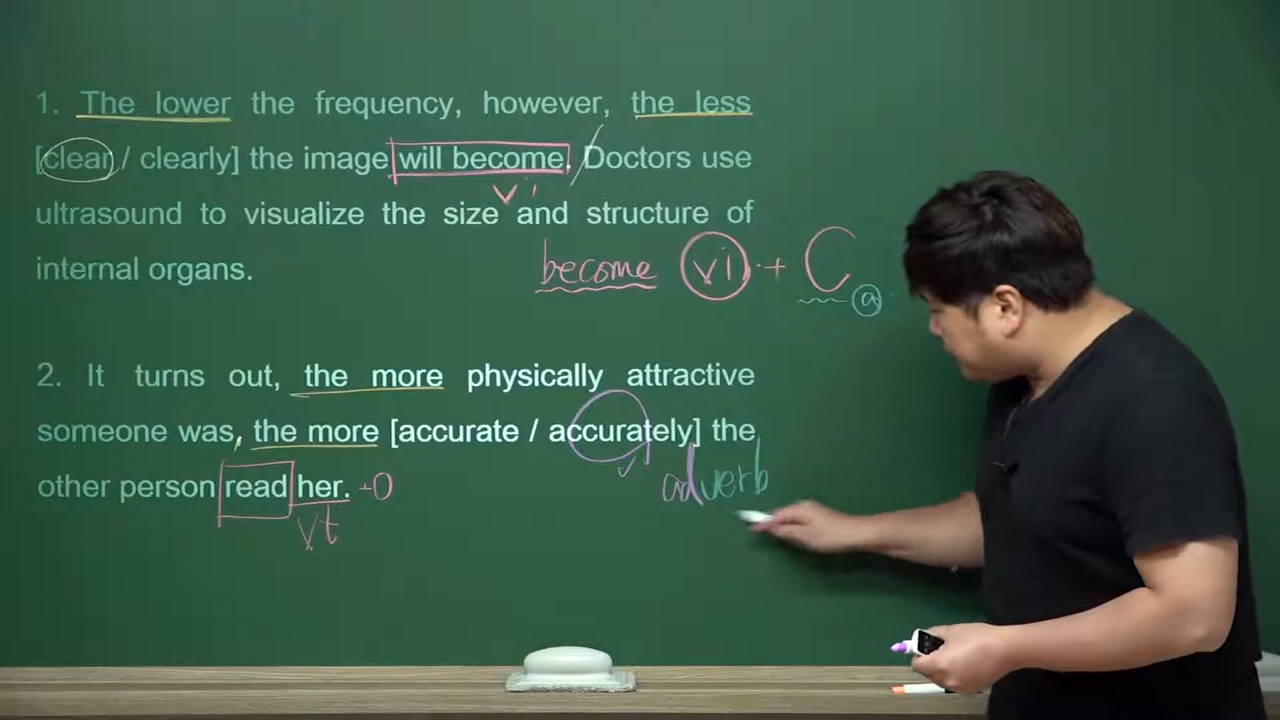 1. The lower the frequency, however, the less
[clear / clearly] the image will become. Doctors use
vi
ultrasound to visualize the size and structure of
internal organs.
become vi + C
a
2. It turns out, the more physically attractive
someone was, the more [accurate / accurately] the
other person read her. +O
vt
adverb